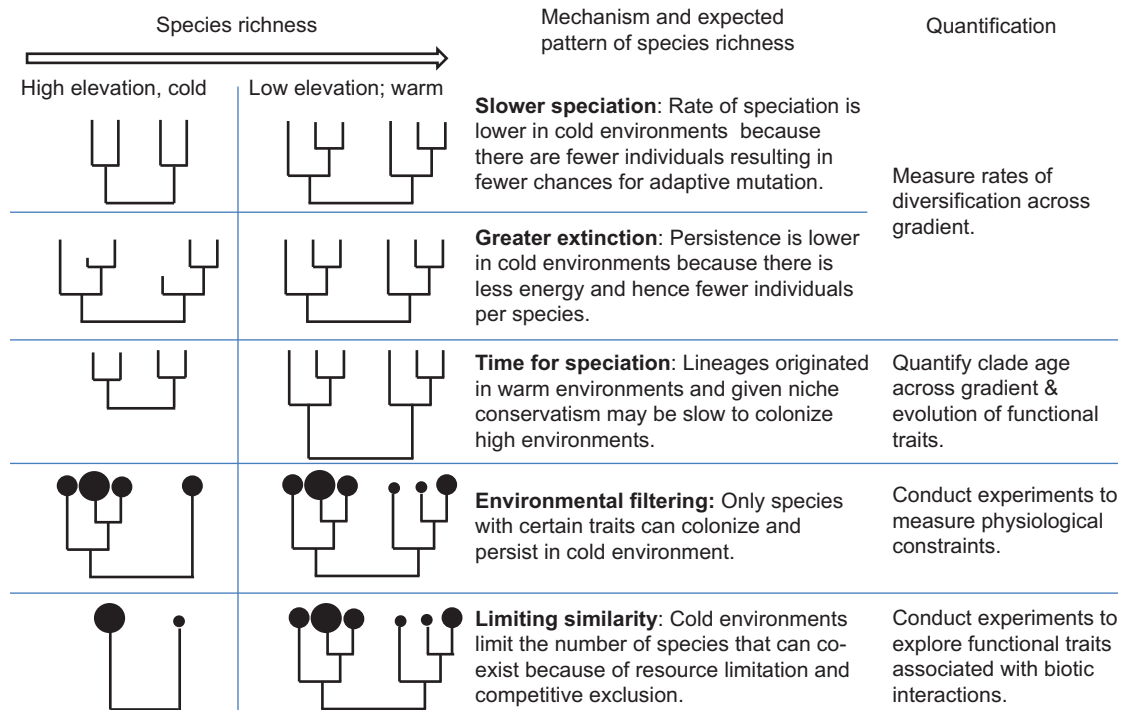 Species richness
Mechanism and expected
pattern of species richness
Quantification
High elevation, cold
Low elevation; warm
Slower speciation: Rate of speciation is
lower in cold environments because
there are fewer individuals resulting in
fewer chances for adaptive mutation.
Measure rates of
diversification across
gradient.
Greater extinction: Persistence is lower
in cold environments because there is
less energy and hence fewer individuals
per species.
Time for speciation: Lineages originated
in warm environments and given niche
conservatism may be slow to colonize
high environments.
Quantify clade age
across gradient &
evolution of functional
traits.
Environmental filtering: Only species
with certain traits can colonize and
persist in cold environment.
Conduct experiments to
measure physiological
constraints.
Limiting similarity: Cold environments
limit the number of species that can co-
exist because of resource limitation and
competitive exclusion.
Conduct experiments to
explore functional traits
associated with biotic
interactions.